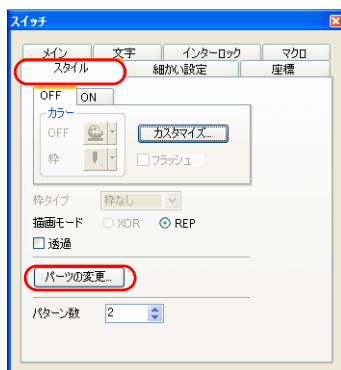 スイッチ
メイン 文字 インターロック マクロ
スタイル 細かい設定 座標
OFF ON
カラー
OFF カスタマイズ...
枠 フラッシュ
枠タイプ 枠なし
描画モード XOR REP
透過
パーツの変更...
パターン数 2